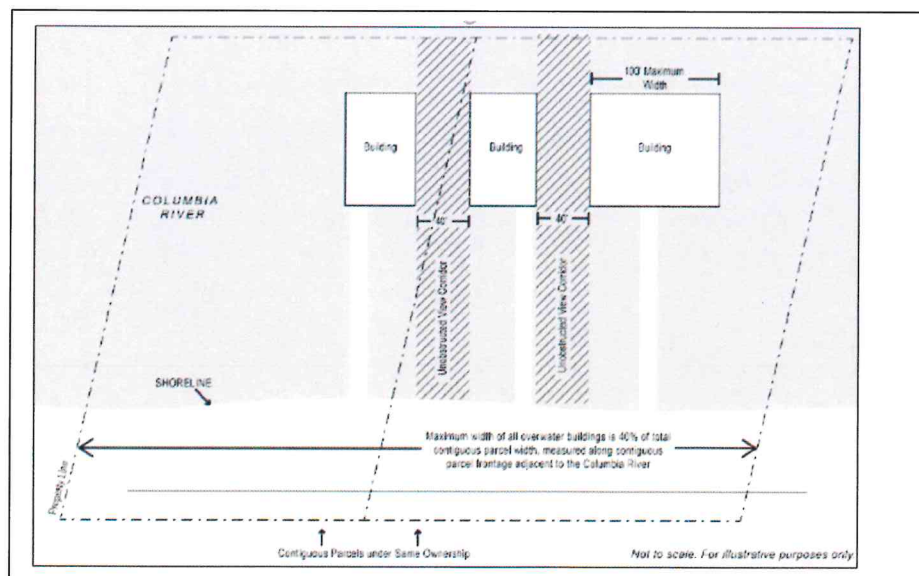 100' Maximum
Width
Building
Building
Building
COLUMBIA
RIVER
40'
40'
Unobstructed View Corridor
Unobstructed View Corridor
SHORELINE
Maximum width of all overwater buildings is 40% of total
contiguous parcel width, measured along contiguous
parcel frontage adjacent to the Columbia River
Property Line
Contiguous Parcels under Same Ownership
Not to scale. For illustrative purposes only